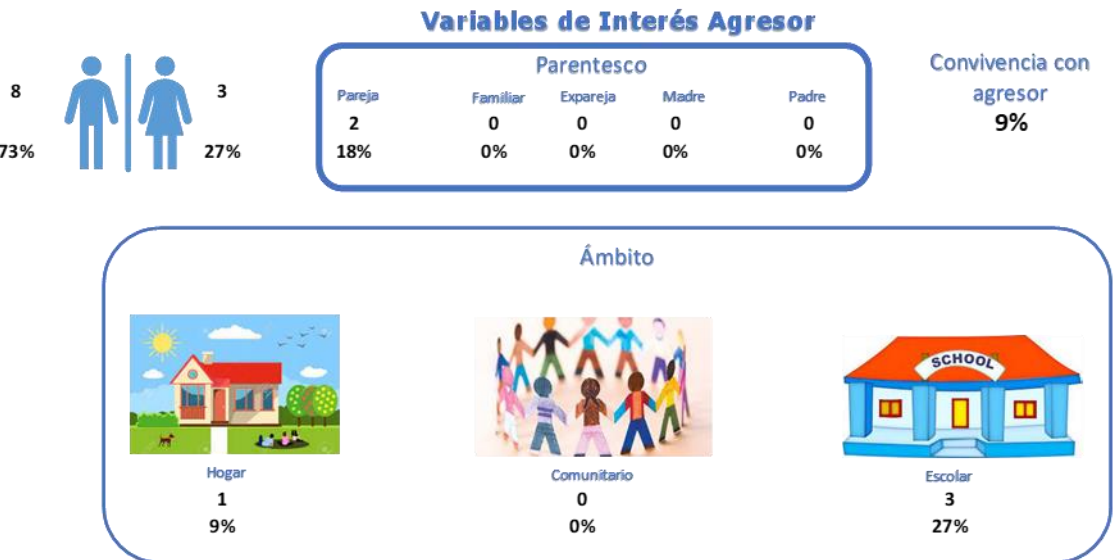 Variables de Interés Agresor
8
3
73%
27%
Parentesco
Pareja Familiar Expareja Madre Padre
2 0 0 0 0
18% 0% 0% 0% 0%
Convivencia con
agresor
9%
Ámbito
SCHOOL
Hogar Comunitario Escolar
1 0 3
9% 0% 27%